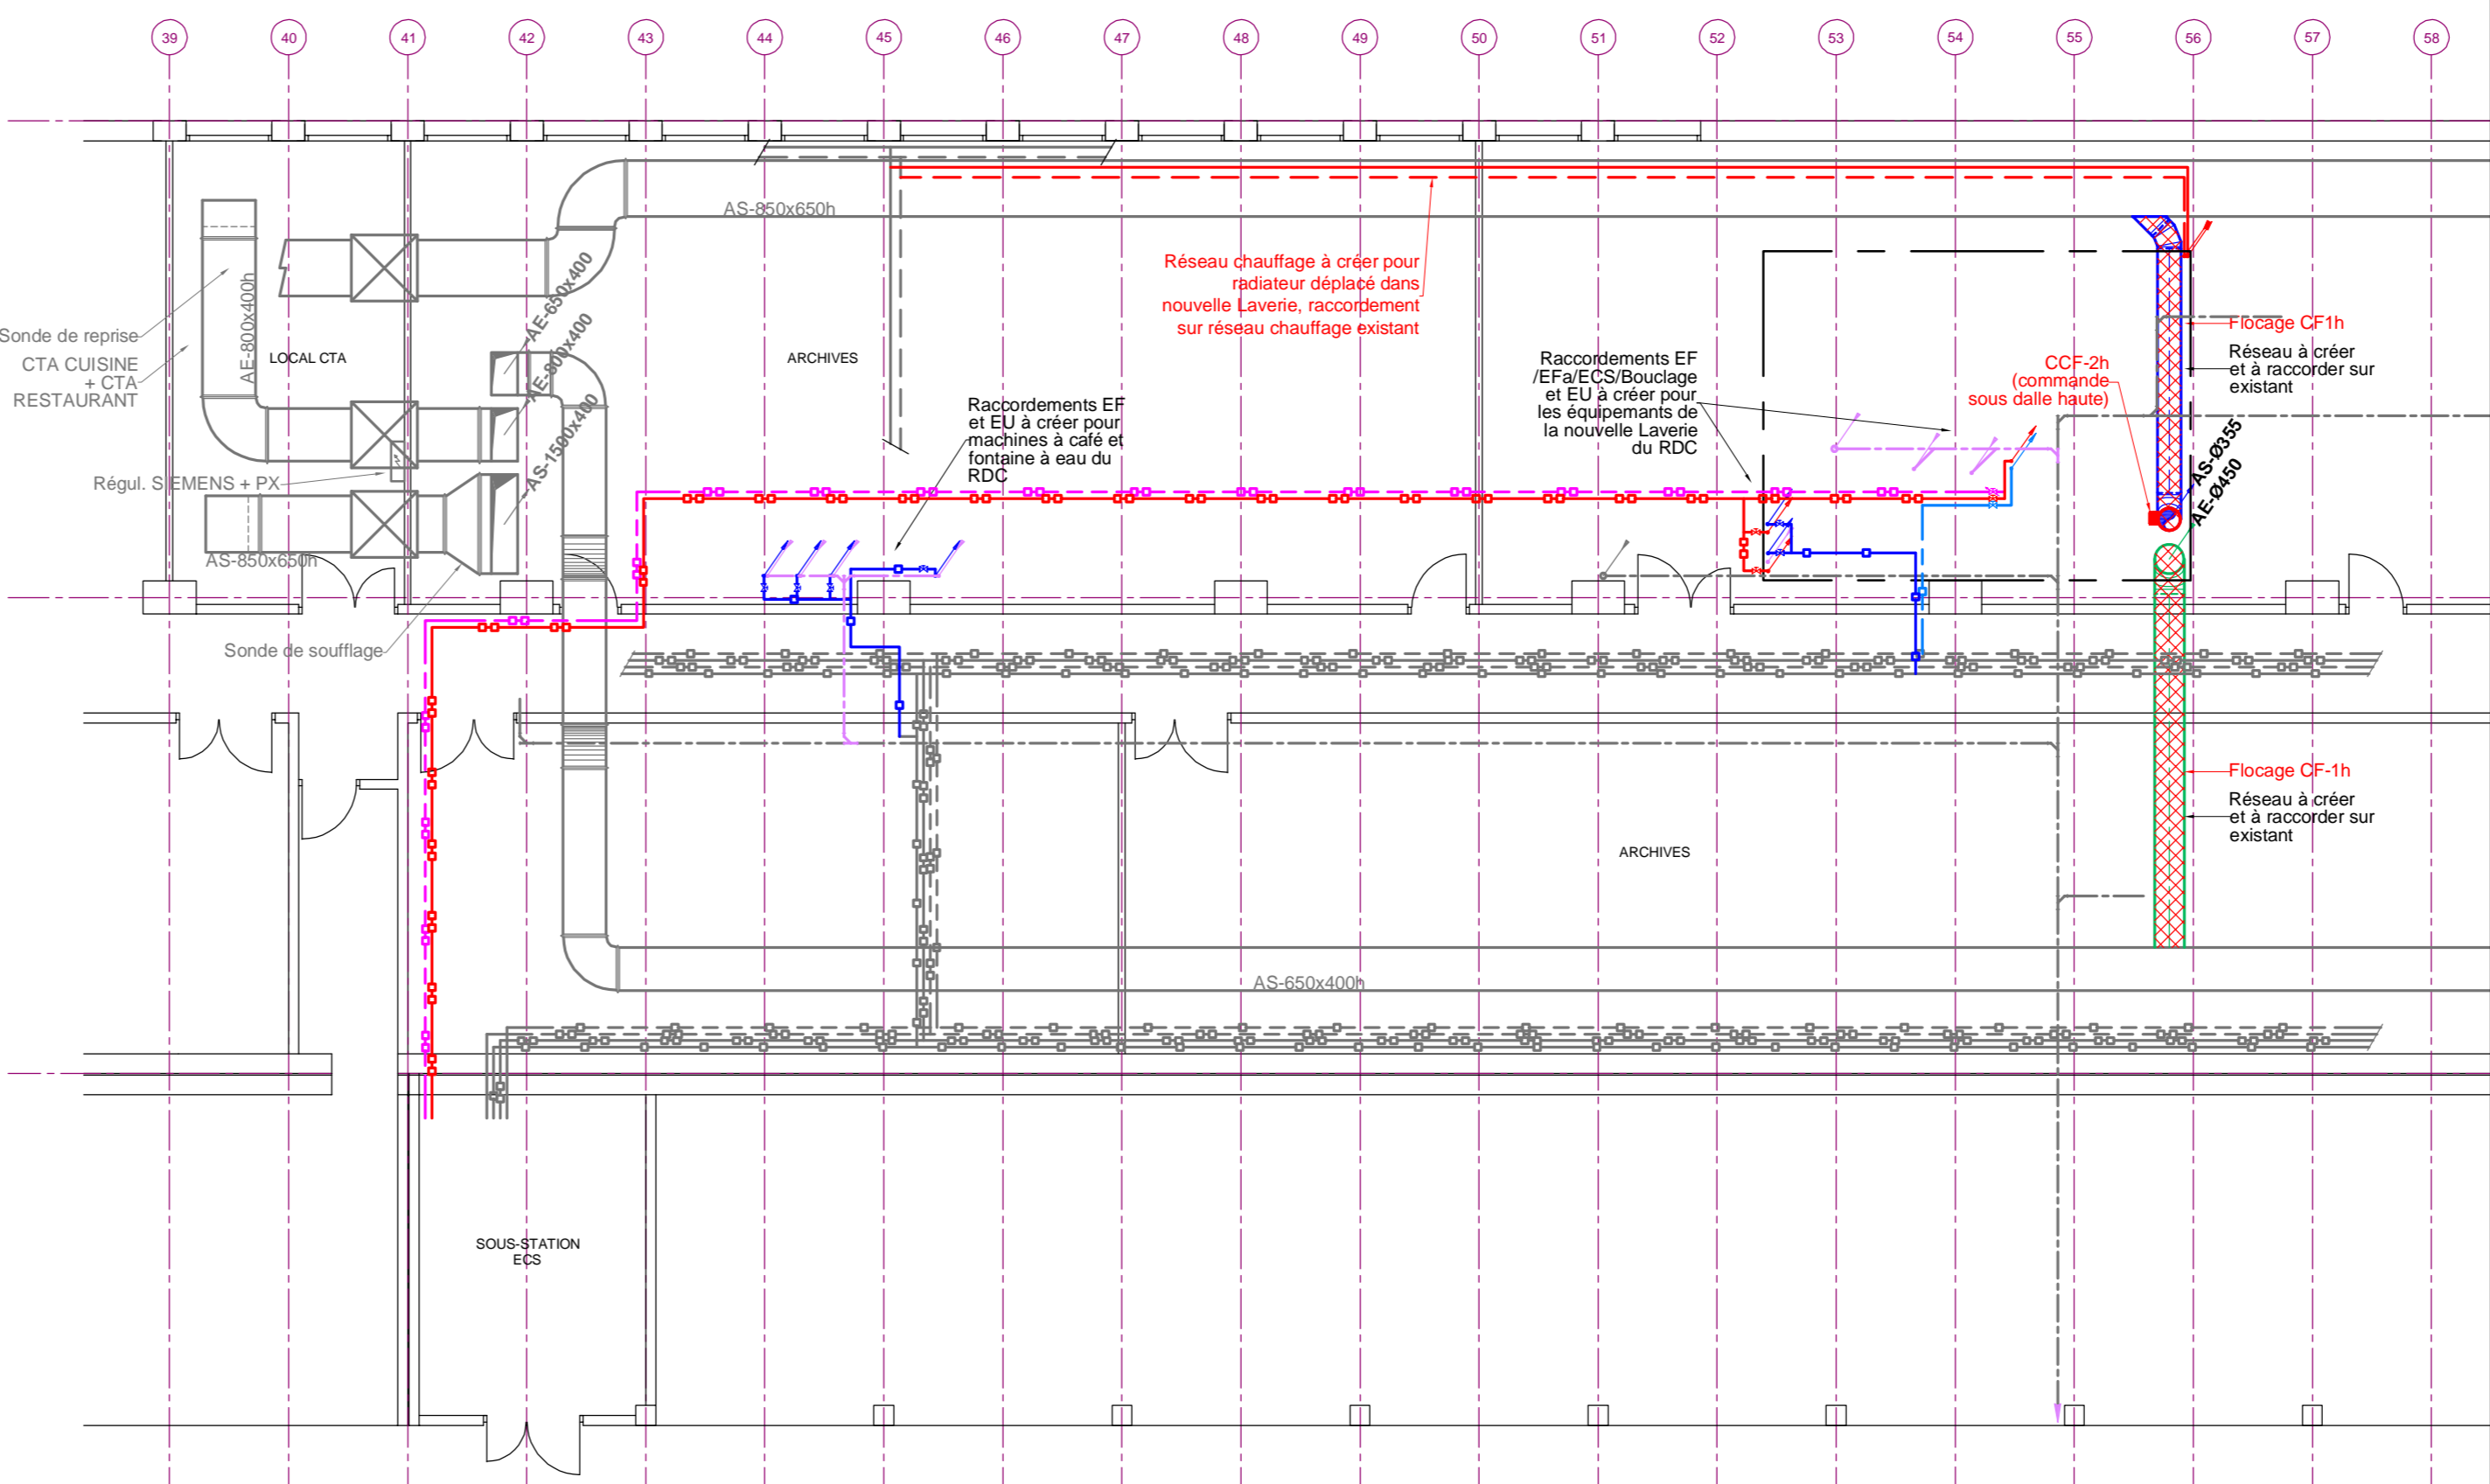 39 40 41 42 43 44 45 46 47 48 49 50 51 52 53 54 55 56 57 58
AS-850x650h
Sonde de reprise
CTA CUISINE
+ CTA
RESTAURANT
AE-800x400h
LOCAL CTA
AE-650x400
AE-800x400
AS-1500x400
Régul. SIEMENS + PX
AS-850x650h
Sonde de soufflage
ARCHIVES
Raccordements EF
et EU à créer pour
machines à café et
fontaine à eau du
RDC
Réseau chauffage à créer pour
radiateur déplacé dans
nouvelle Laverie, raccordement
sur réseau chauffage existant
Raccordements EF
/EFa/ECS/Bouclage
et EU à créer pour
les équipemants de
la nouvelle Laverie
du RDC
CCF-2h
(commande
sous dalle haute)
Flocage CF1h
Réseau à créer
et à raccorder sur
existant
AS-Ø355
AE-Ø450
Flocage CF-1h
Réseau à créer
et à raccorder sur
existant
ARCHIVES
AS-650x400h
SOUS-STATION
ECS